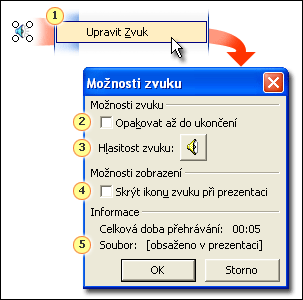 1 Upravit Zvuk
Možnosti zvuku
Možnosti zvuku
2 Opakovat až do ukončení
3 Hlasitost zvuku:
Možnosti zobrazení
4 Skrýt ikonu zvuku při prezentaci
Informace
Celková doba přehrávání: 00:05
5 Soubor: [obsaženo v prezentaci]
OK Storno